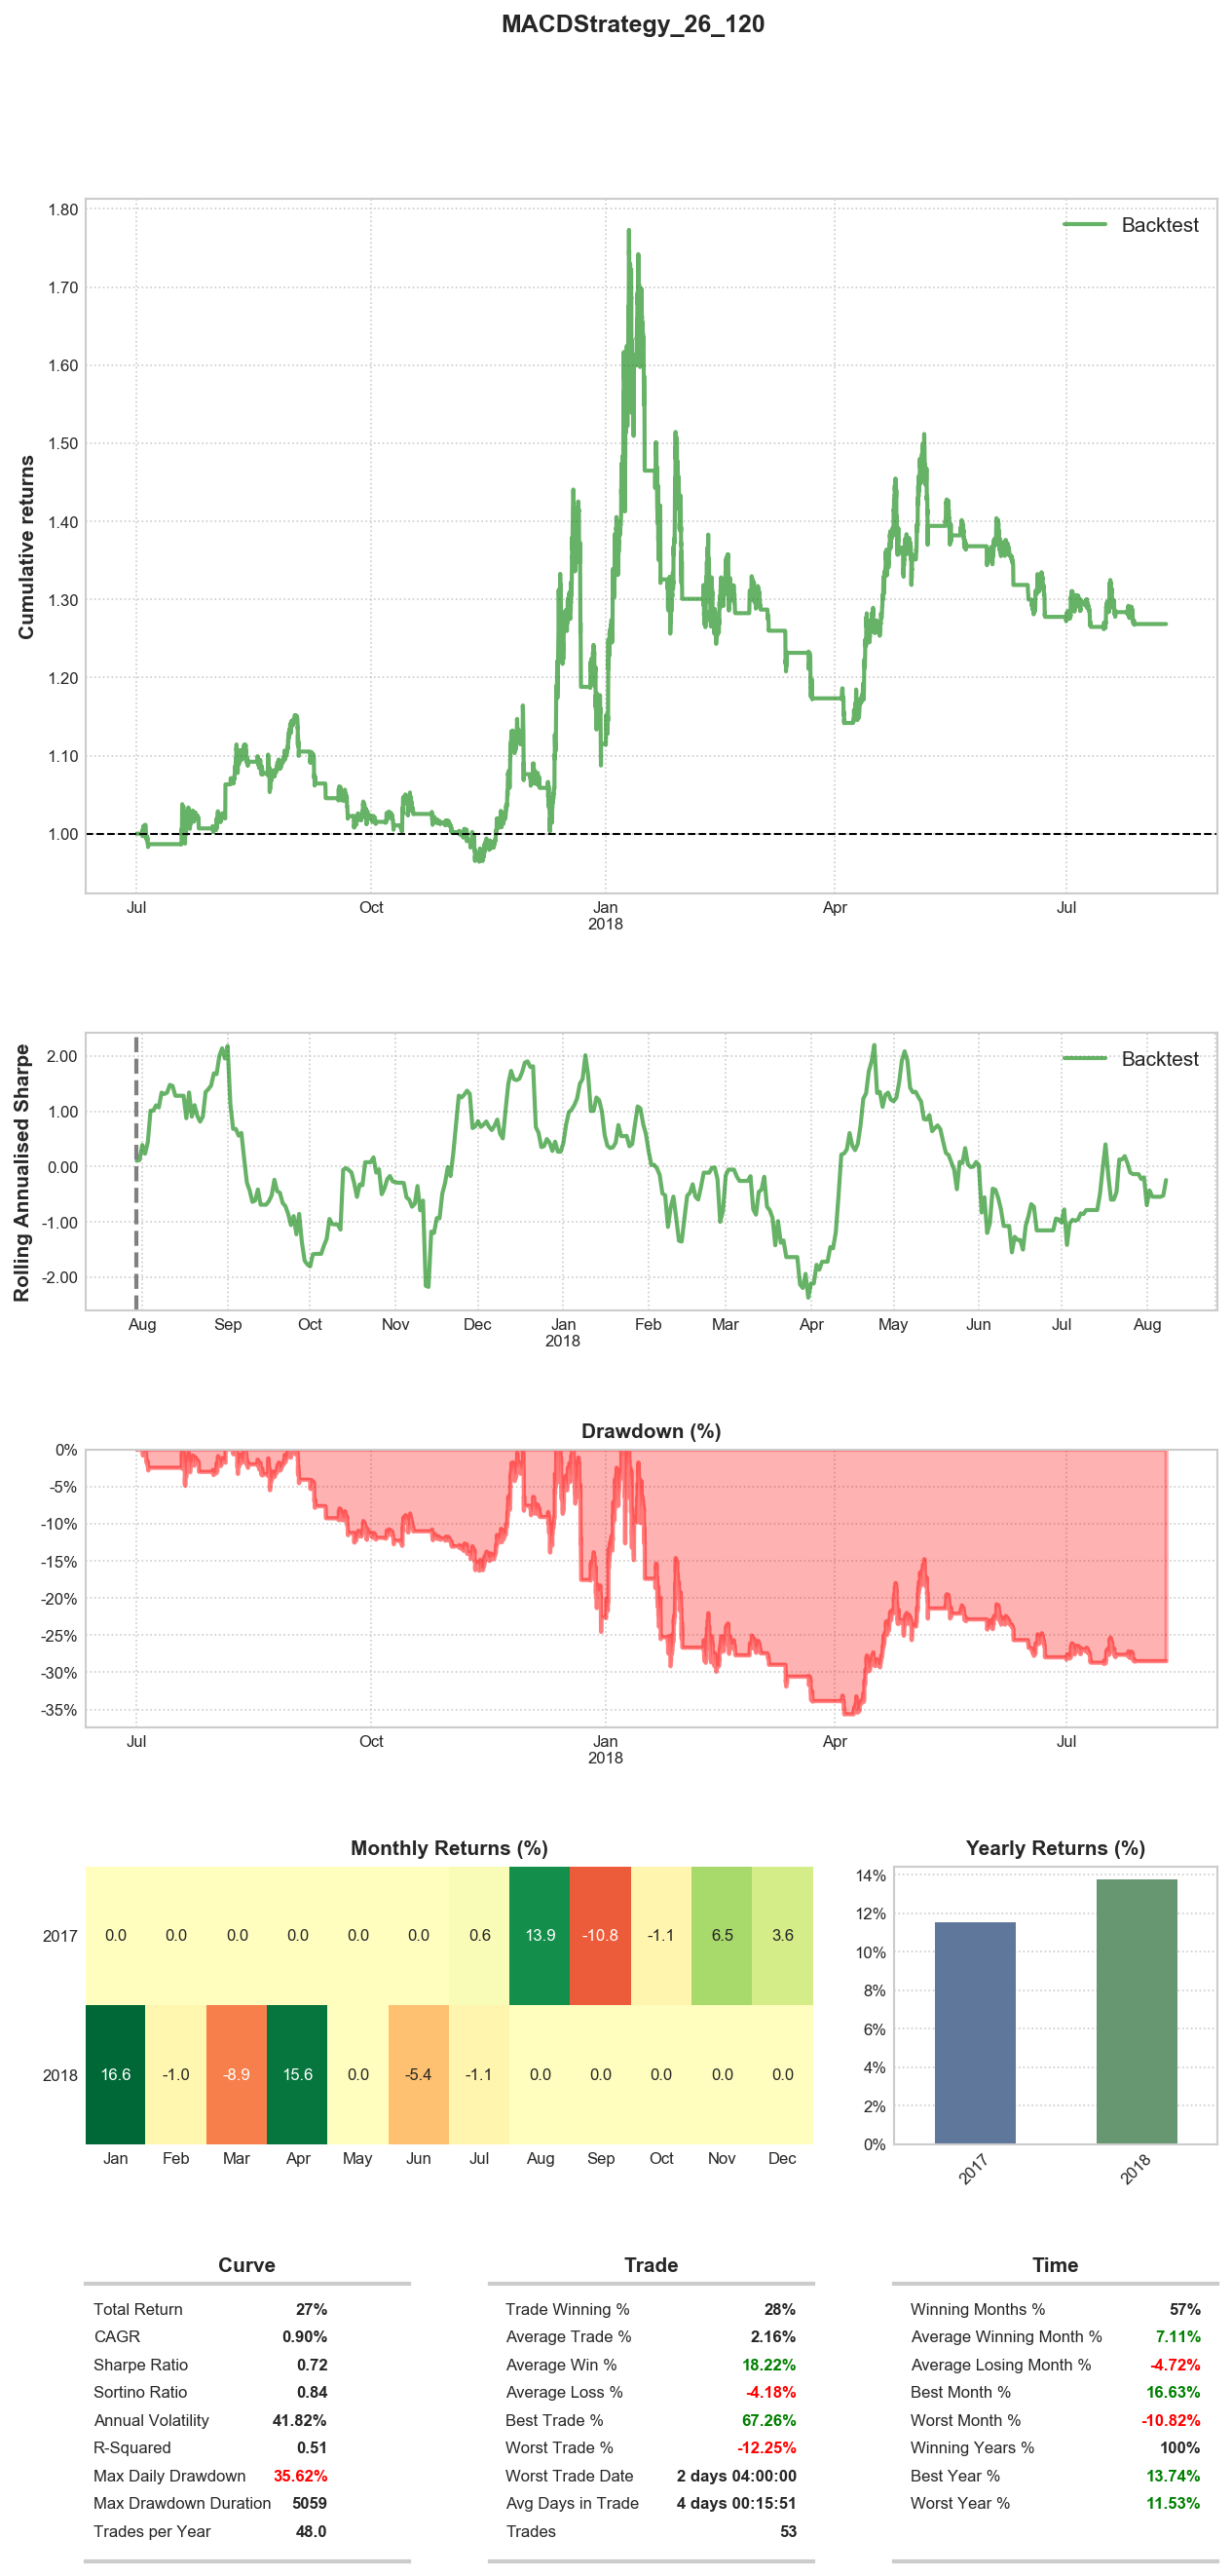 MACDStrategy_26_120
Cumulative returns
1.80
1.70
1.60
1.50
1.40
1.30
1.20
1.10
1.00
Backtest
Jul Oct Jan Apr Jul
2018
Rolling Annualised Sharpe
2.00
1.00
0.00
-1.00
-2.00
Backtest
Aug Sep Oct Nov Dec Jan Feb Mar Apr May Jun Jul Aug
2018
Drawdown (%)
0%
-5%
-10%
-15%
-20%
-25%
-30%
-35%
Jul Oct Jan Apr Jul
2018
Monthly Returns (%)
2017 0.0 0.0 0.0 0.0 0.0 0.0 0.6 13.9 -10.8 -1.1 6.5 3.6
2018 16.6 -1.0 -8.9 15.6 0.0 -5.4 -1.1 0.0 0.0 0.0 0.0 0.0
Jan Feb Mar Apr May Jun Jul Aug Sep Oct Nov Dec
Yearly Returns (%)
14%
12%
10%
8%
6%
4%
2%
0%
2017 2018
Curve
Total Return 27%
CAGR 0.90%
Sharpe Ratio 0.72
Sortino Ratio 0.84
Annual Volatility 41.82%
R-Squared 0.51
Max Daily Drawdown 35.62%
Max Drawdown Duration 5059
Trades per Year 48.0
Trade
Trade Winning % 28%
Average Trade % 2.16%
Average Win % 18.22%
Average Loss % -4.18%
Best Trade % 67.26%
Worst Trade % -12.25%
Worst Trade Date 2 days 04:00:00
Avg Days in Trade 4 days 00:15:51
Trades 53
Time
Winning Months % 57%
Average Winning Month % 7.11%
Average Losing Month % -4.72%
Best Month % 16.63%
Worst Month % -10.82%
Winning Years % 100%
Best Year % 13.74%
Worst Year % 11.53%